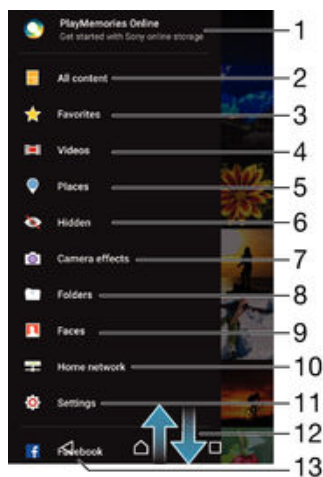 PlayMemories Online
Get started with Sony online storage
1
All content 2
Favorites 3
Videos 4
Places 5
Hidden 6
Camera effects 7
Folders 8
Faces 9
Home network 10
Settings 11
12
Facebook
13